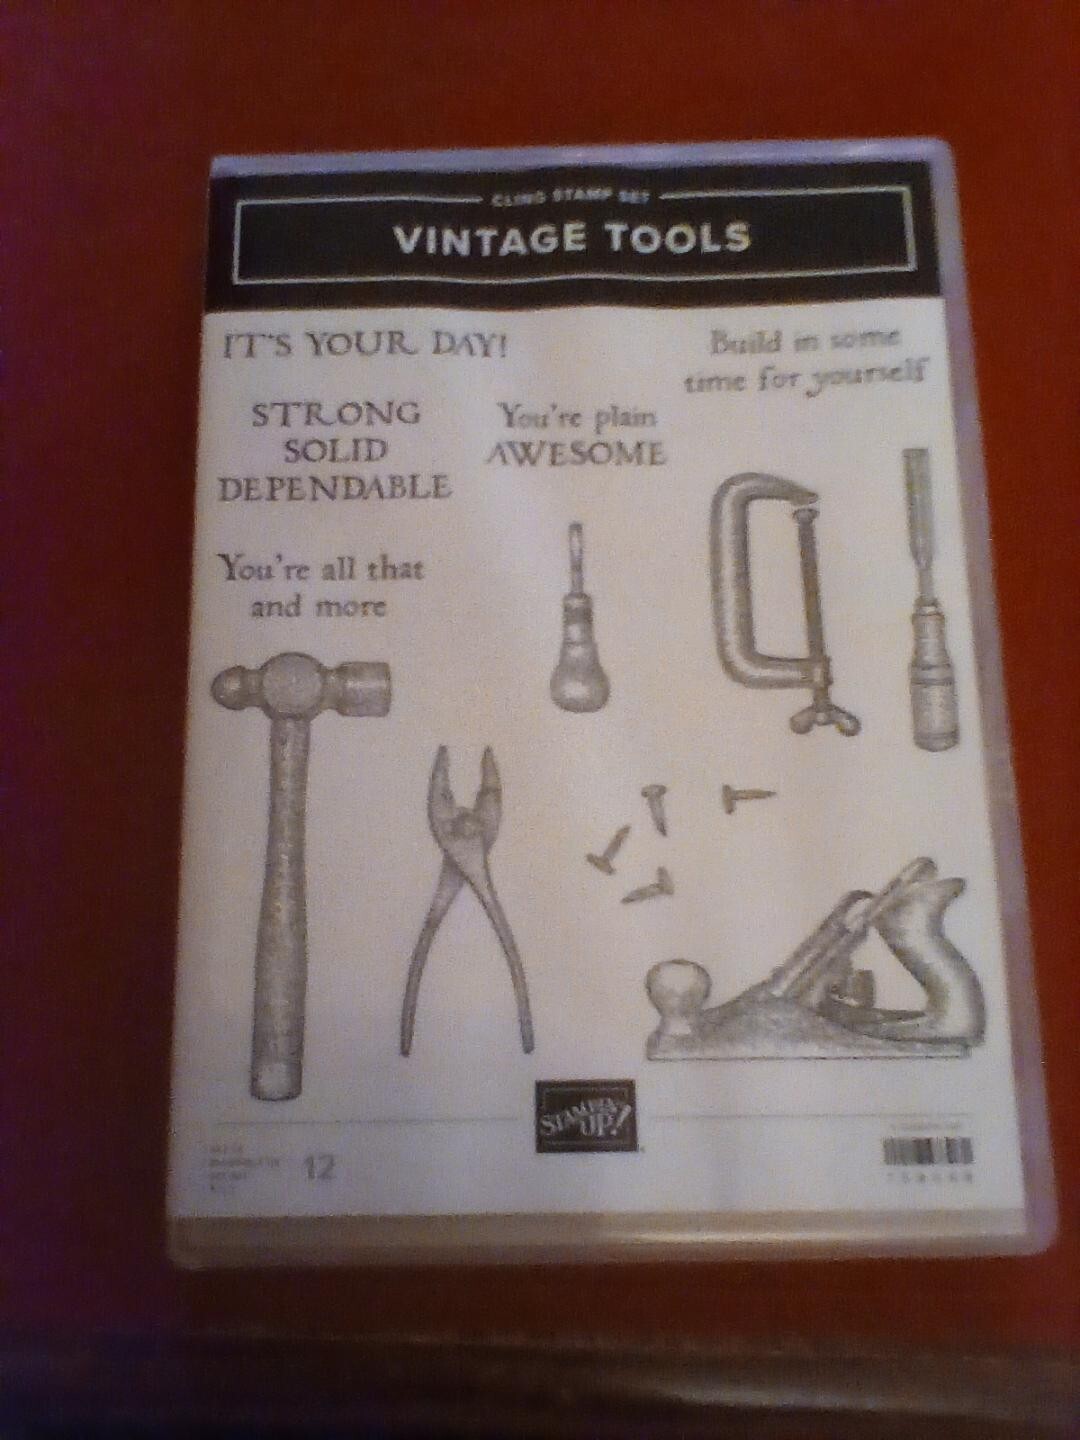 CLING STAMP SET
VINTAGE TOOLS
IT'S YOUR DAY!
Build in some
time for yourself
STRONG
SOLID
DEPENDABLE
You're plain
AWESOME
You're all that
and more
STAMPIN'
UP!
12